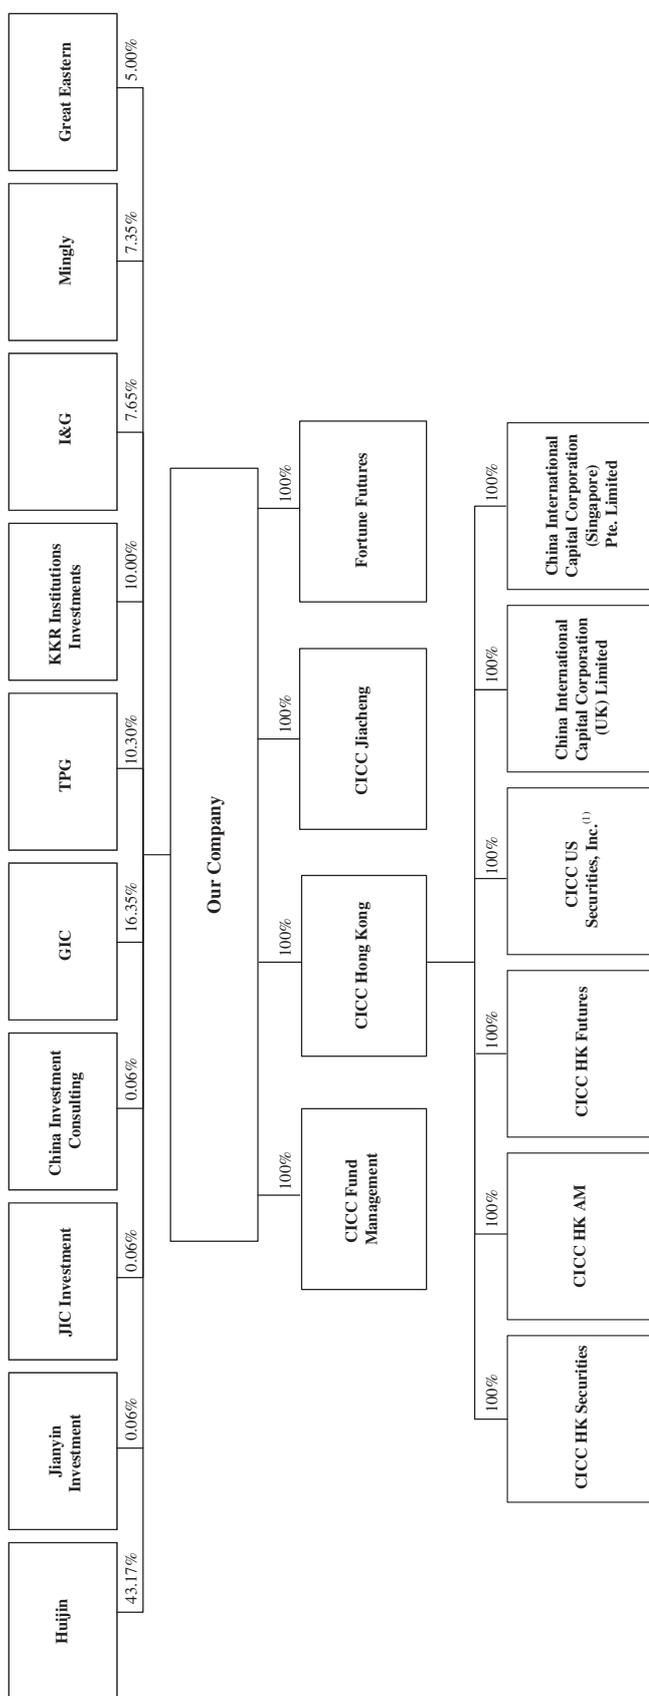 Huijin
Jianyin
Investment
JIC Investment
China Investment
Consulting
GIC
TPG
KKR Institutions
Investments
I&G
Mingly
Great Eastern
43.17%
0.06%
0.06%
0.06%
16.35%
10.30%
10.00%
7.65%
7.35%
5.00%
Our Company
100%
100%
100%
100%
CICC Fund
Management
CICC Hong Kong
CICC Jiacheng
Fortune Futures
100%
100%
100%
100%
100%
100%
CICC HK Securities
CICC HK AM
CICC HK Futures
CICC US
Securities, Inc.(1)
China International
Capital Corporation
(UK) Limited
China International
Capital Corporation
(Singapore)
Pte. Limited